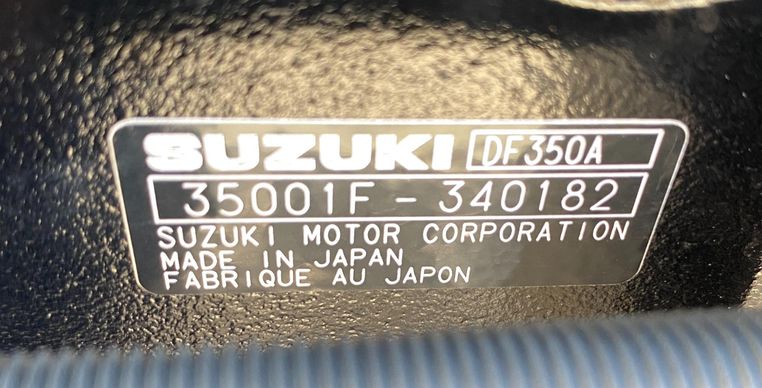 SUZUKI DF350A
35001F-340182
SUZUKI MOTOR CORPORATION
MADE IN JAPAN
FABRIQUE AU JAPON